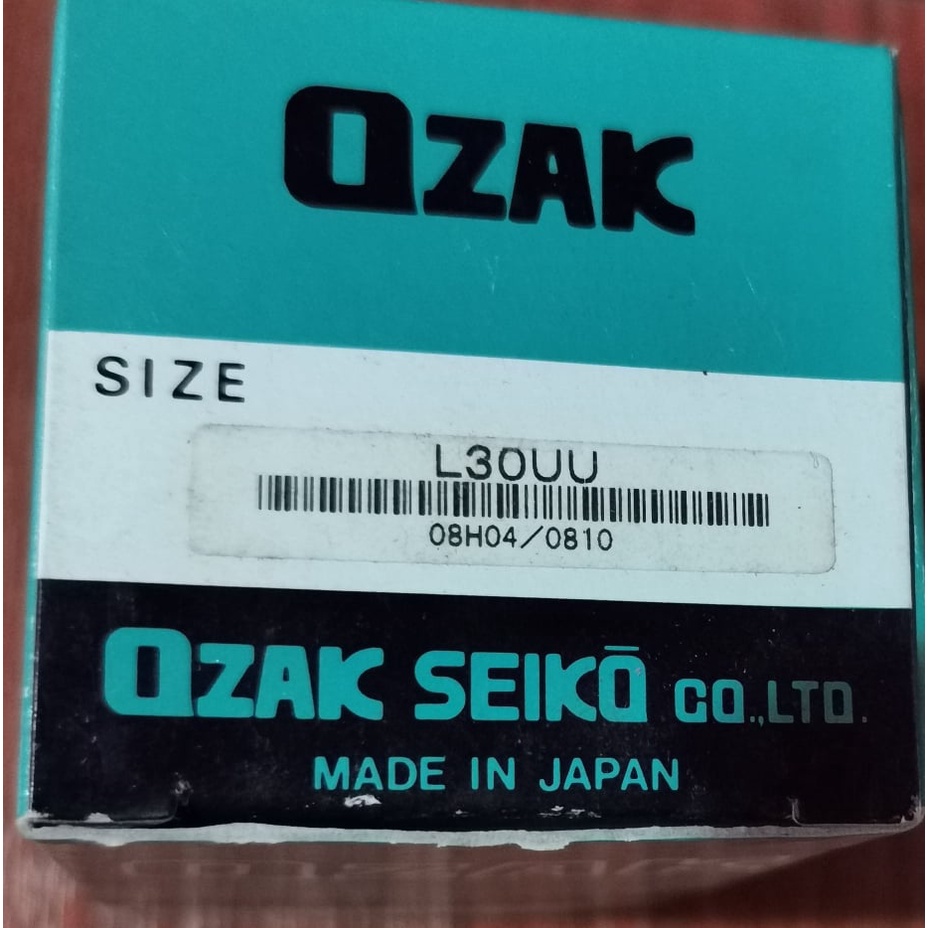 OZAK
SIZE
L30UU
08H04/0810
OZAK SEIKŌ CO.,LTD.
MADE IN JAPAN